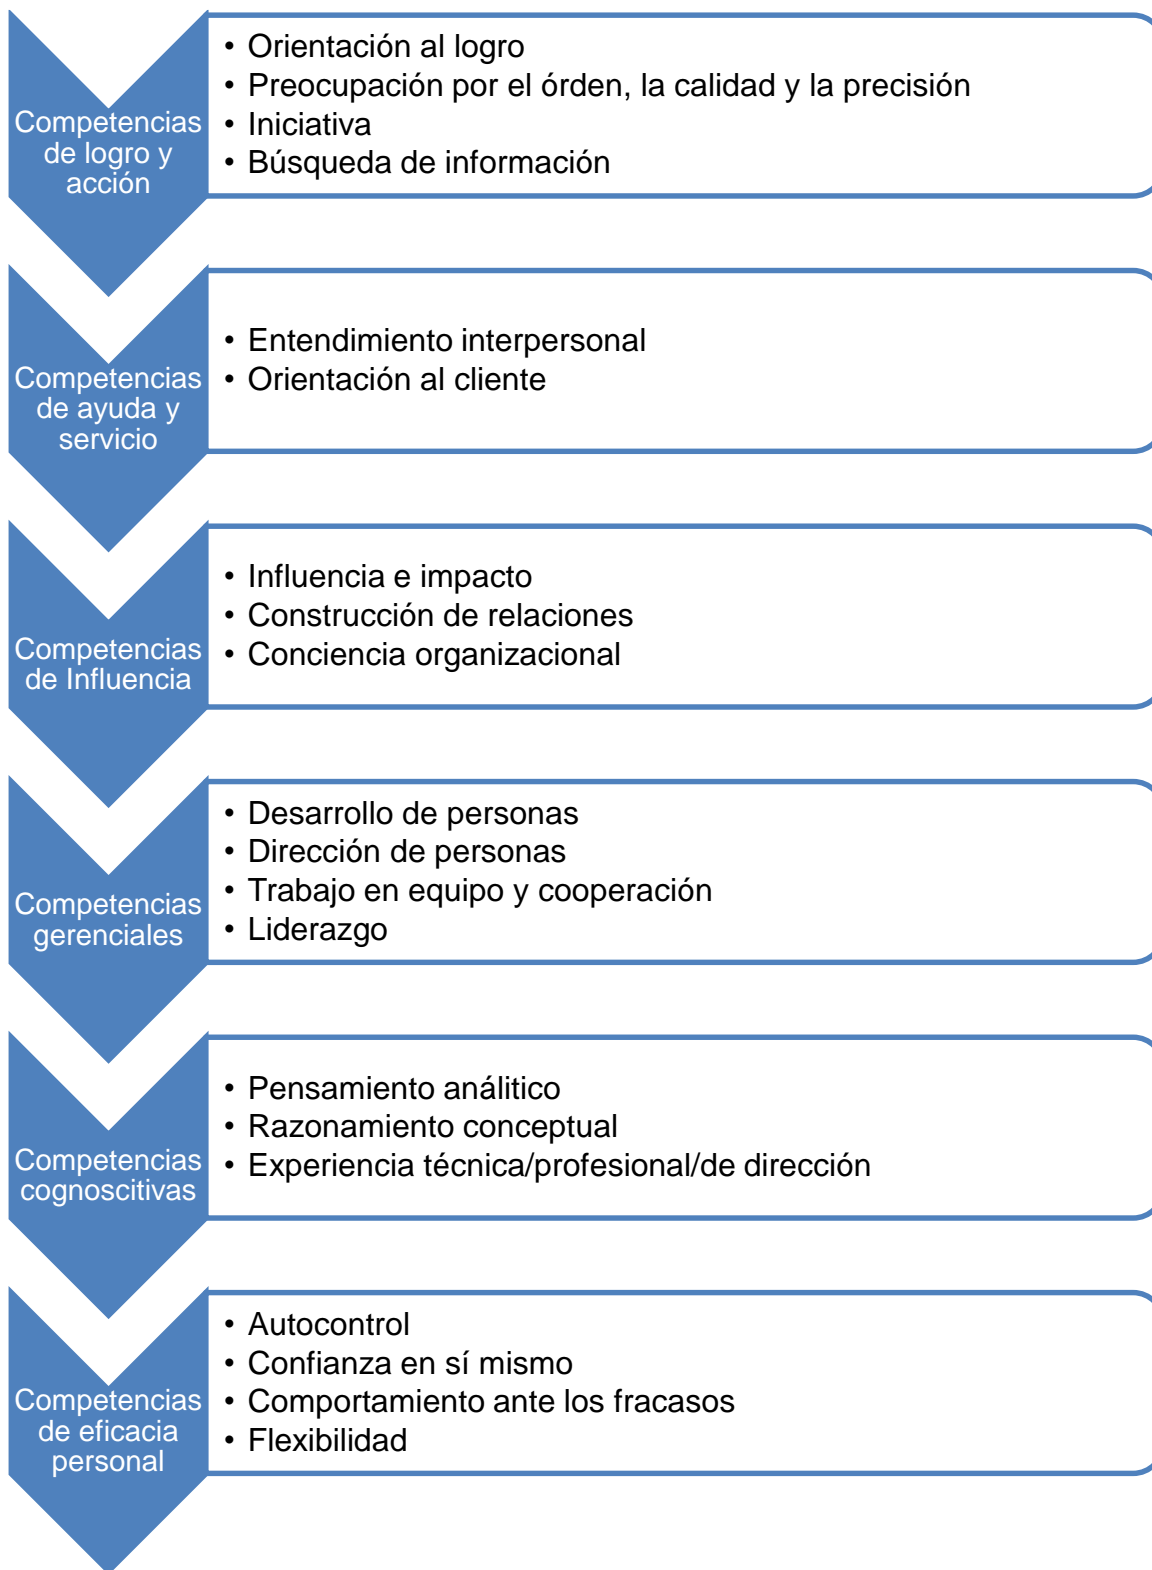 Competencias
de logro y
acción
• Orientación al logro
• Preocupación por el órden, la calidad y la precisión
• Iniciativa
• Búsqueda de información
Competencias
de ayuda y
servicio
• Entendimiento interpersonal
• Orientación al cliente
Competencias
de Influencia
• Influencia e impacto
• Construcción de relaciones
• Conciencia organizacional
Competencias
gerenciales
• Desarrollo de personas
• Dirección de personas
• Trabajo en equipo y cooperación
• Liderazgo
Competencias
cognoscitivas
• Pensamiento análitico
• Razonamiento conceptual
• Experiencia técnica/profesional/de dirección
Competencias
de eficacia
personal
• Autocontrol
• Confianza en sí mismo
• Comportamiento ante los fracasos
• Flexibilidad